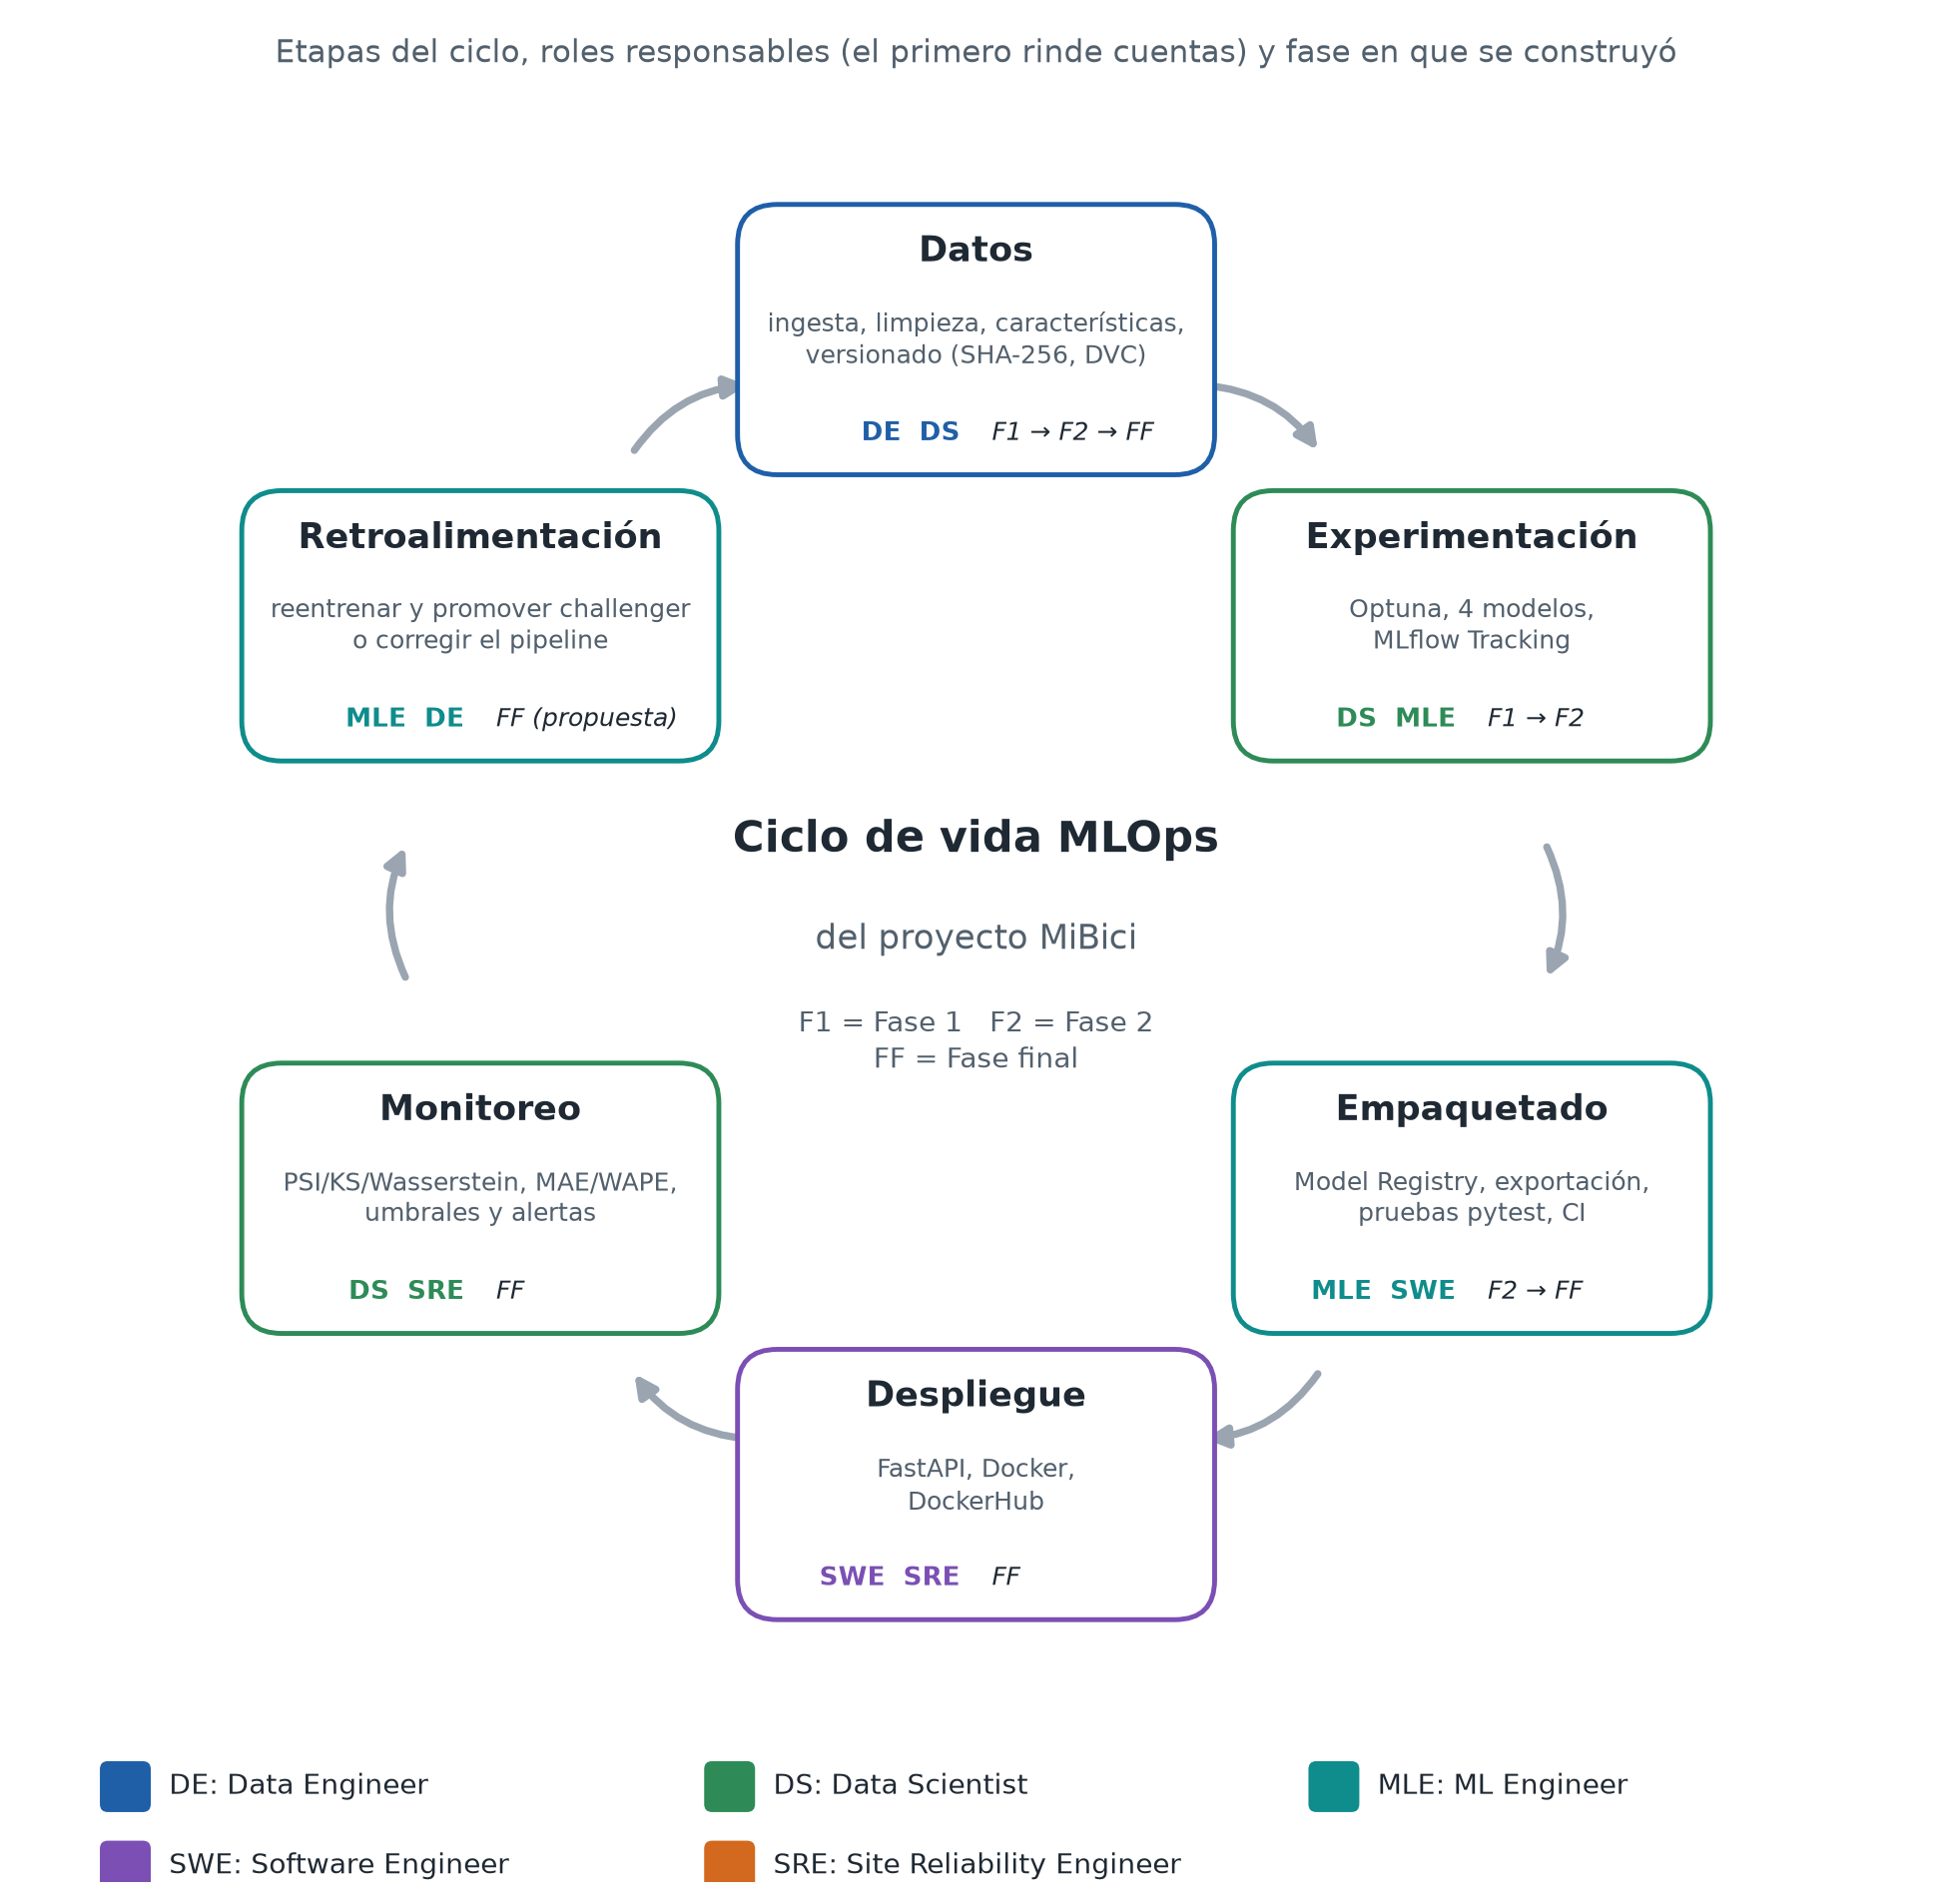 Etapas del ciclo, roles responsables (el primero rinde cuentas) y fase en que se construyó
Datos
ingesta, limpieza, características,
versionado (SHA-256, DVC)
DE DS F1 → F2 → FF
Retroalimentación
reentrenar y promover challenger
o corregir el pipeline
MLE DE FF (propuesta)
Experimentación
Optuna, 4 modelos,
MLflow Tracking
DS MLE F1 → F2
Ciclo de vida MLOps
del proyecto MiBici
F1 = Fase 1 F2 = Fase 2
FF = Fase final
Monitoreo
PSI/KS/Wasserstein, MAE/WAPE,
umbrales y alertas
DS SRE FF
Empaquetado
Model Registry, exportación,
pruebas pytest, CI
MLE SWE F2 → FF
Despliegue
FastAPI, Docker,
DockerHub
SWE SRE FF
DE: Data Engineer
DS: Data Scientist
MLE: ML Engineer
SWE: Software Engineer
SRE: Site Reliability Engineer